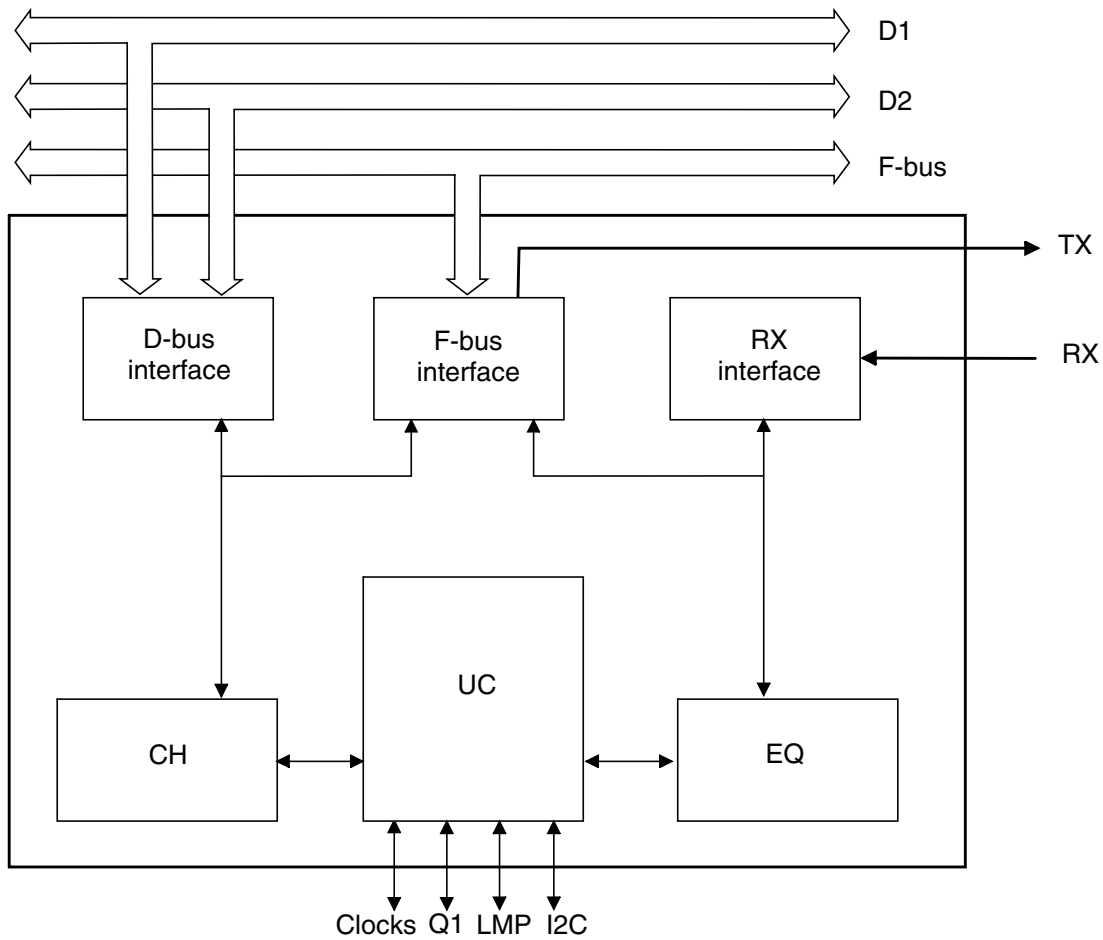 D1
D2
F-bus
TX
D-bus
interface
F-bus
interface
RX
interface
RX
UC
CH
EQ
Clocks Q1 LMP I2C